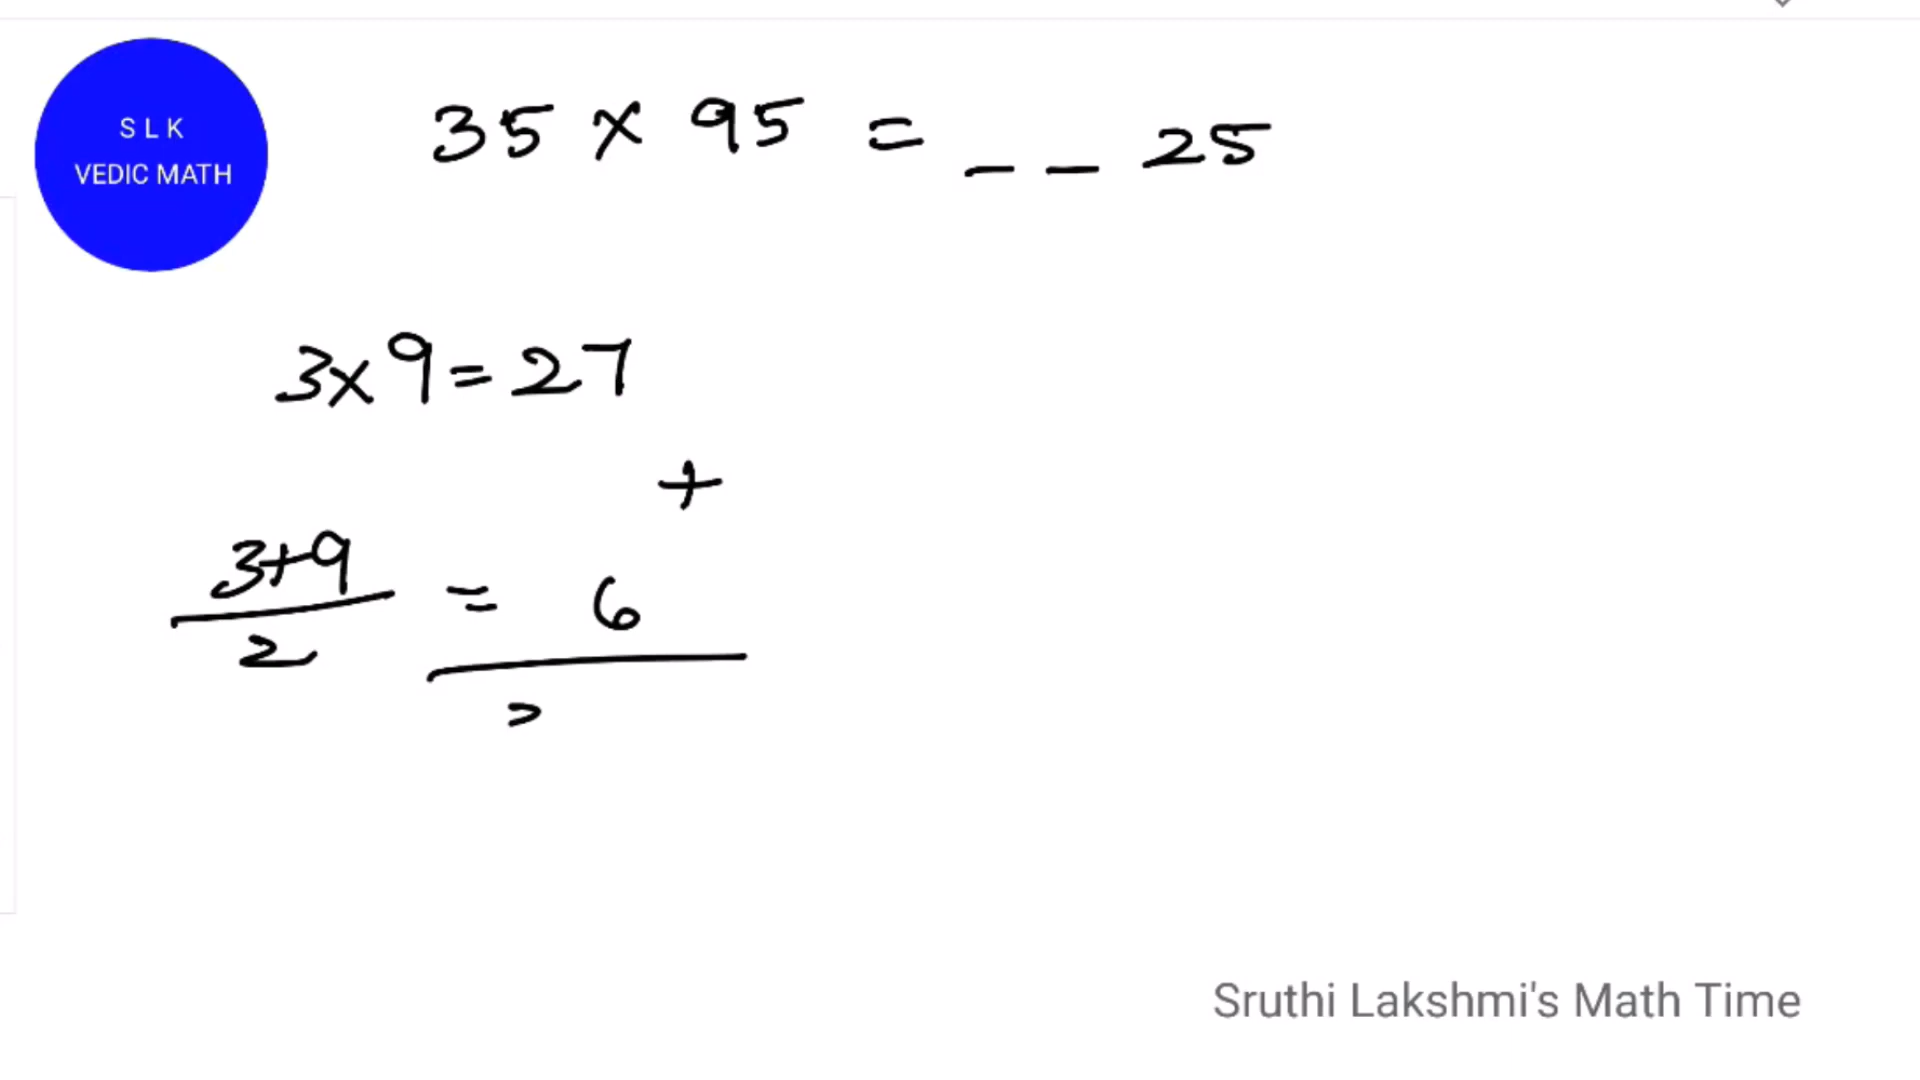 S L K
VEDIC MATH
35 × 95 = _ _ 25
3×9=27
+
3+9
2
= 6
Sruthi Lakshmi's Math Time